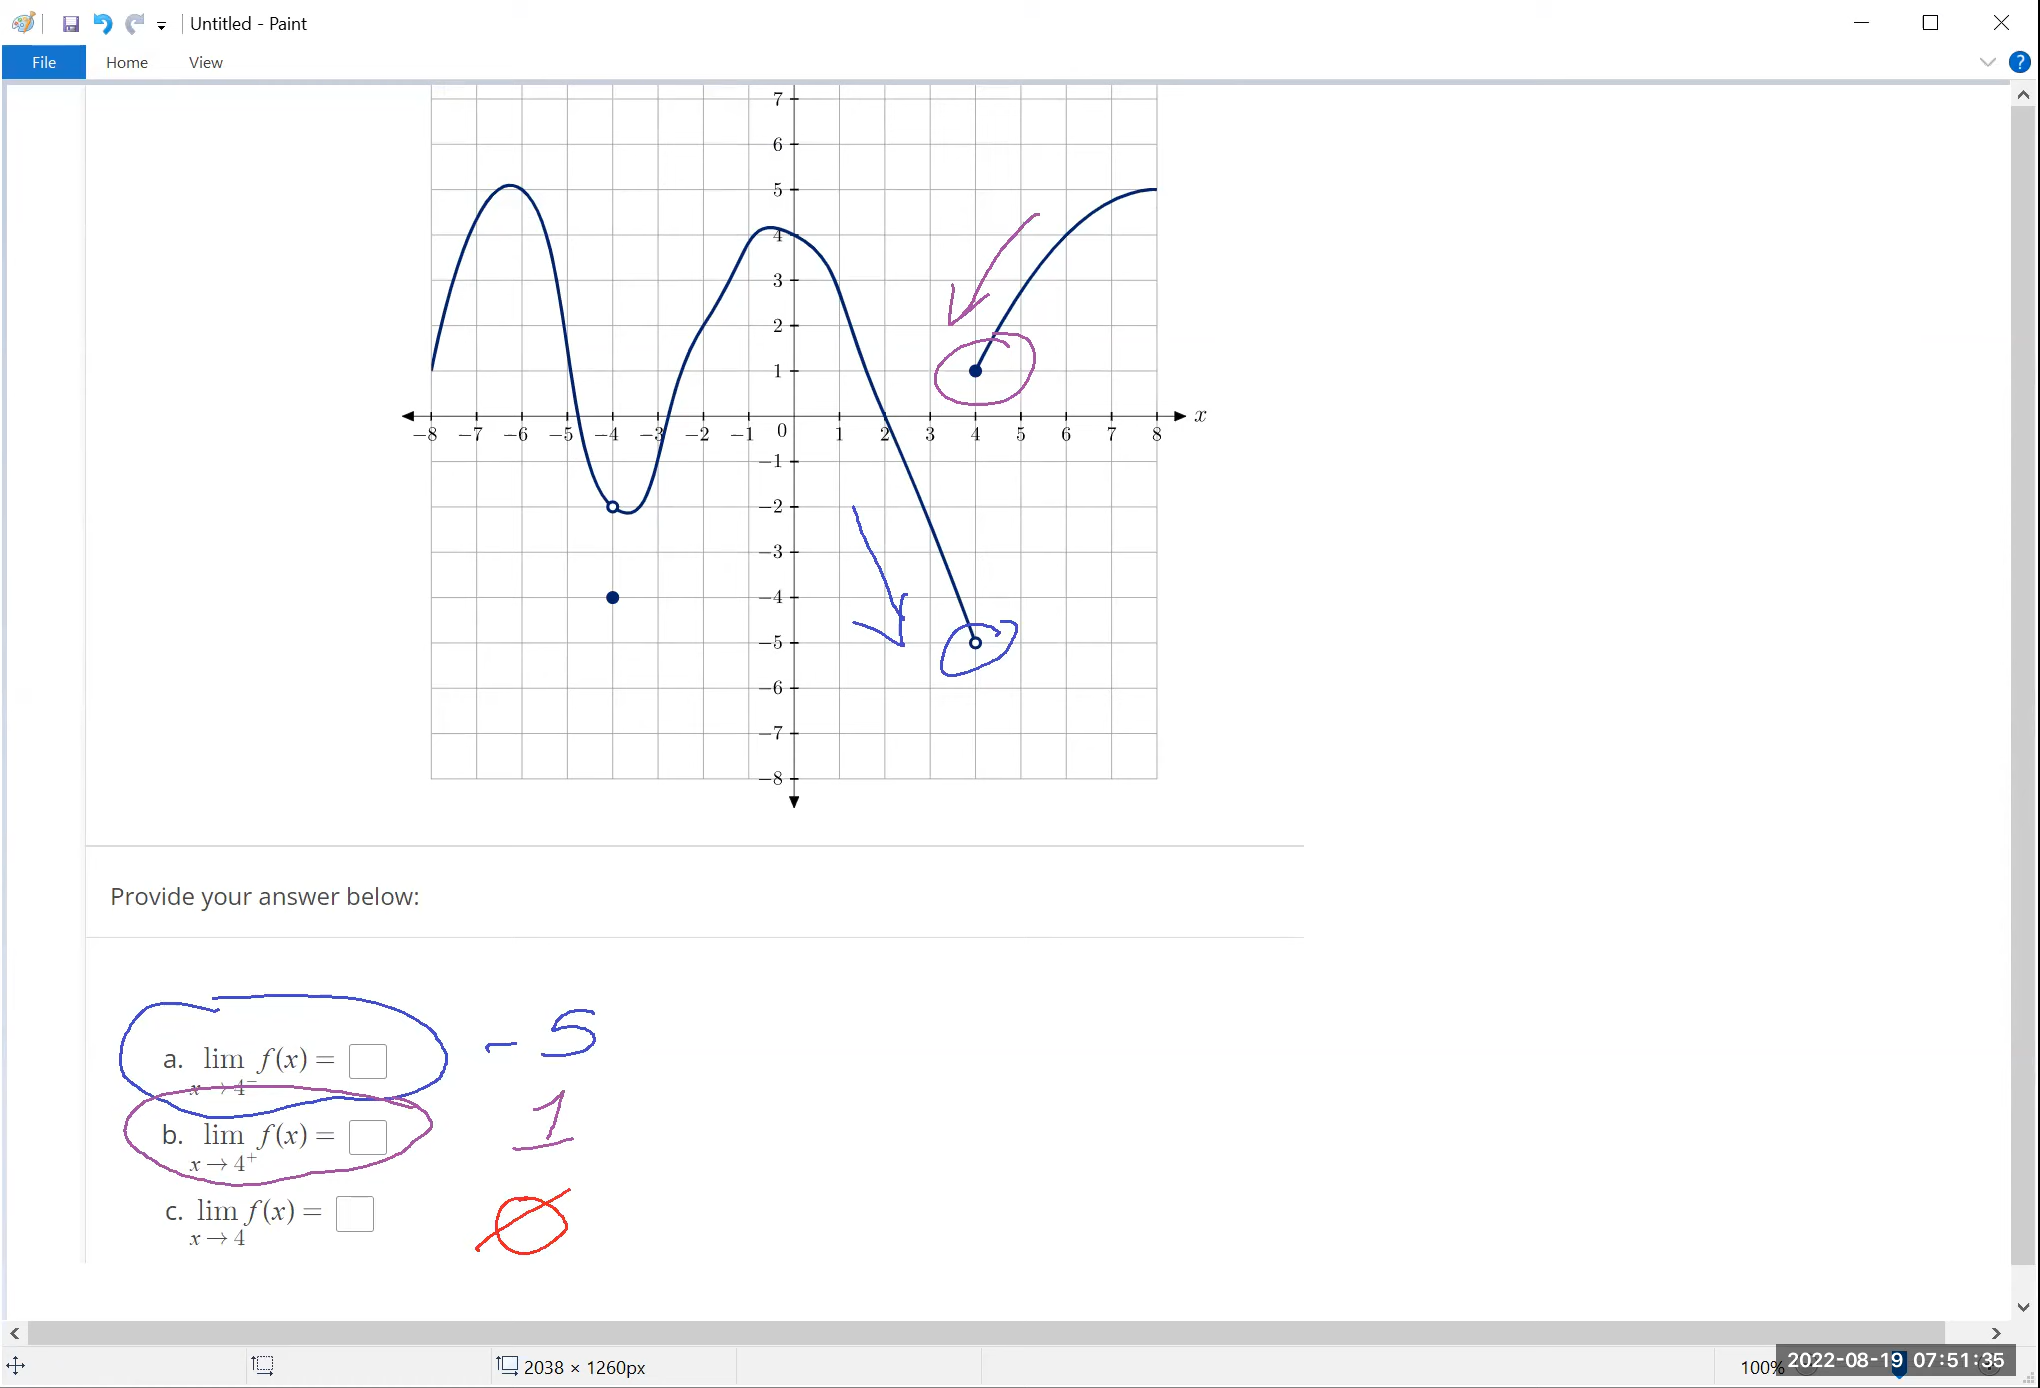 Untitled - Paint
File Home View ?
7
6
5
4
3
2
1
x
−8 −7 −6 −5 −4 −3 −2 −1 0 1 2 3 4 5 6 7 8
−1
−2
−3
−4
−5
−6
−7
−8
Provide your answer below:
a. lim f(x) = - 5
x → 4⁻
b. lim f(x) = 1
x → 4⁺
c. lim f(x) = Ø
x → 4
2038 × 1260px 100% 2022-08-19 07:51:35